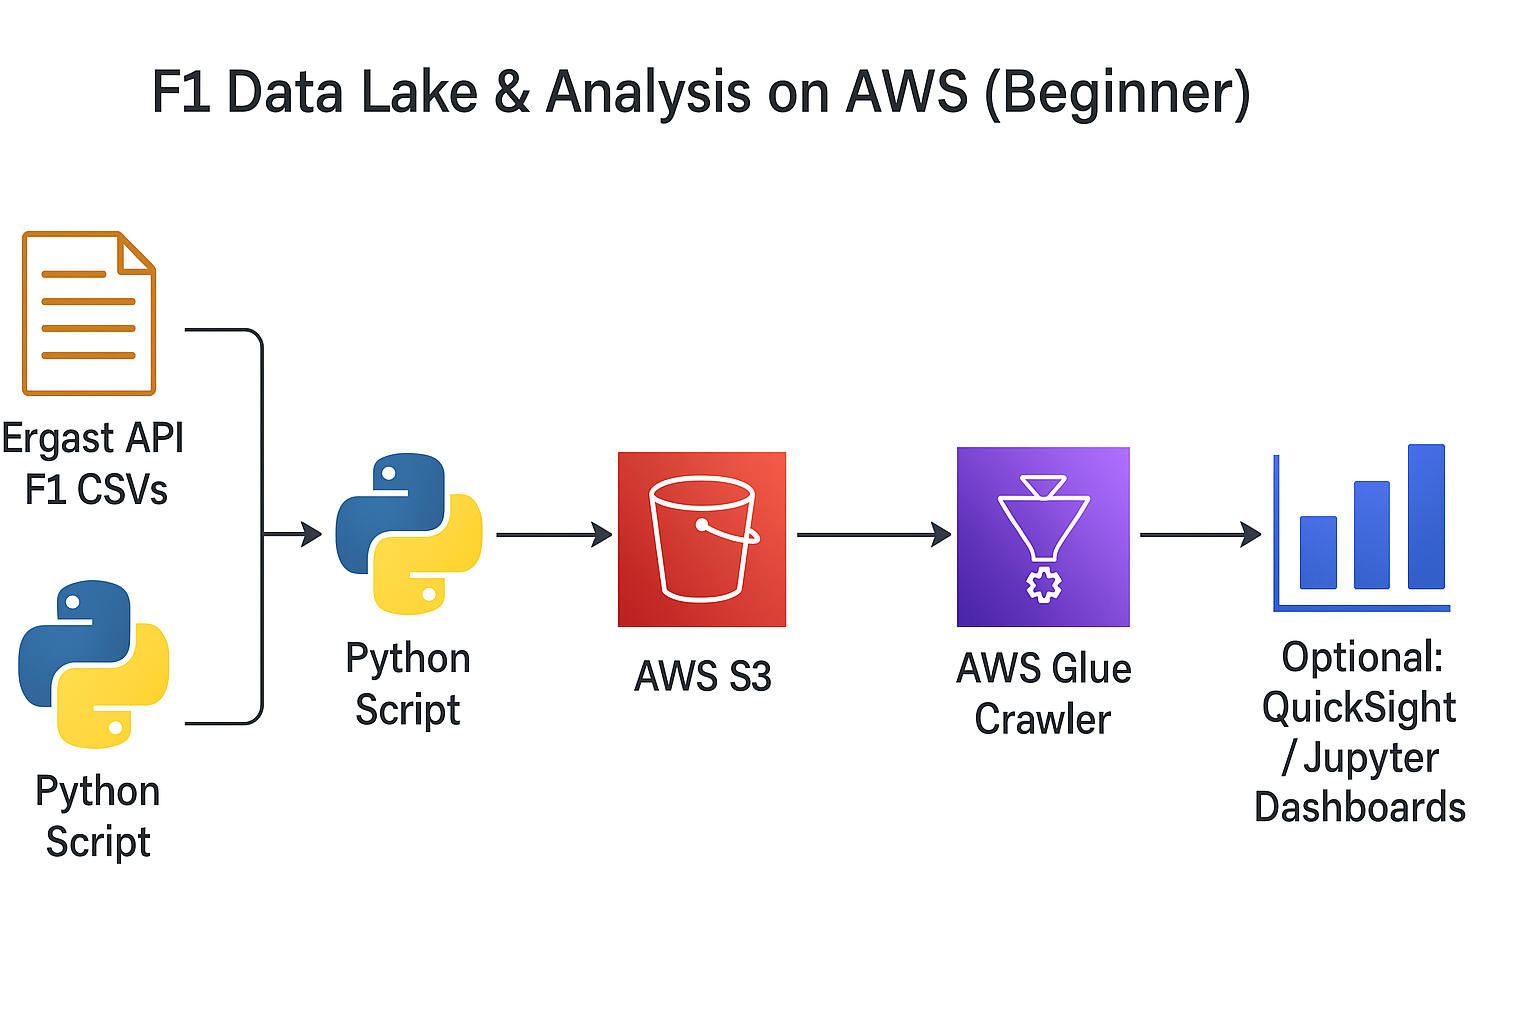 F1 Data Lake & Analysis on AWS (Beginner)
Ergast API
F1 CSVs
Python
Script
Python
Script
AWS S3
AWS Glue
Crawler
Optional:
QuickSight
/ Jupyter
Dashboards